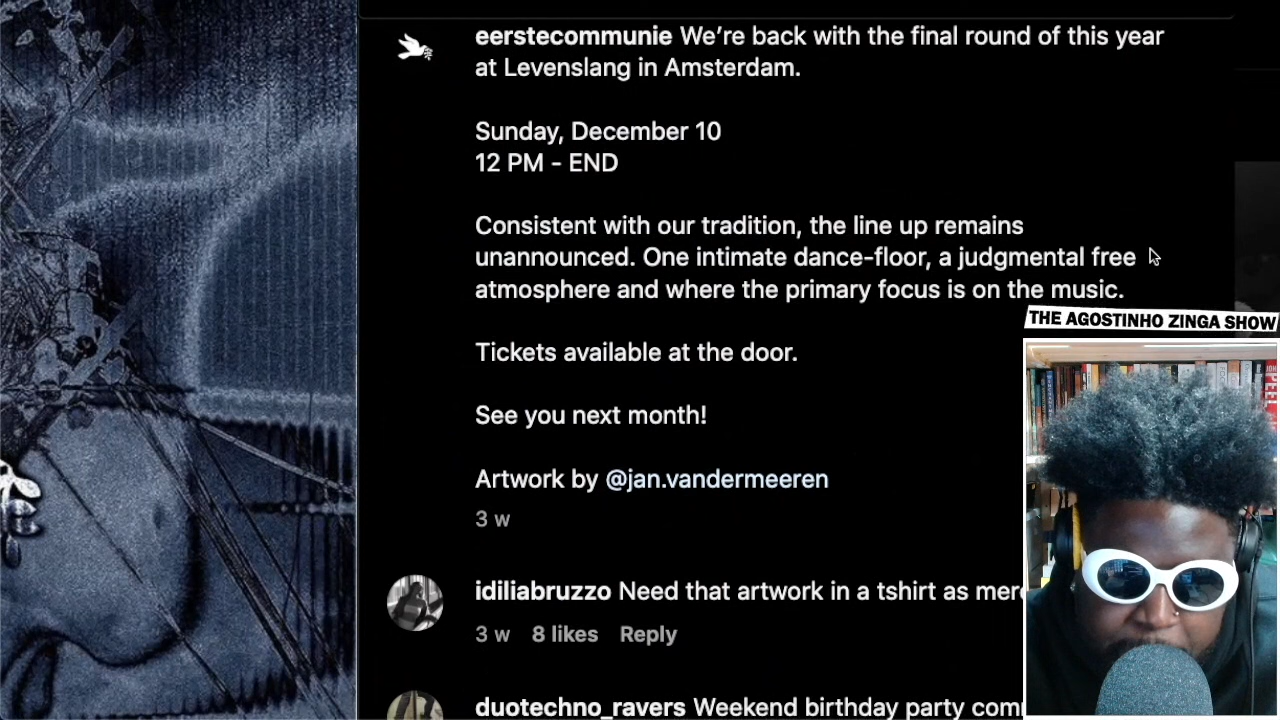 eerstecommunie We’re back with the final round of this year
at Levenslang in Amsterdam.
Sunday, December 10
12 PM - END
Consistent with our tradition, the line up remains
unannounced. One intimate dance-floor, a judgmental free
atmosphere and where the primary focus is on the music.
Tickets available at the door.
See you next month!
Artwork by @jan.vandermeeren
3 w
idiliabruzzo Need that artwork in a tshirt as
3 w 8 likes Reply
duotechno_ravers Weekend birthday party
THE AGOSTINHO ZINGA SHOW